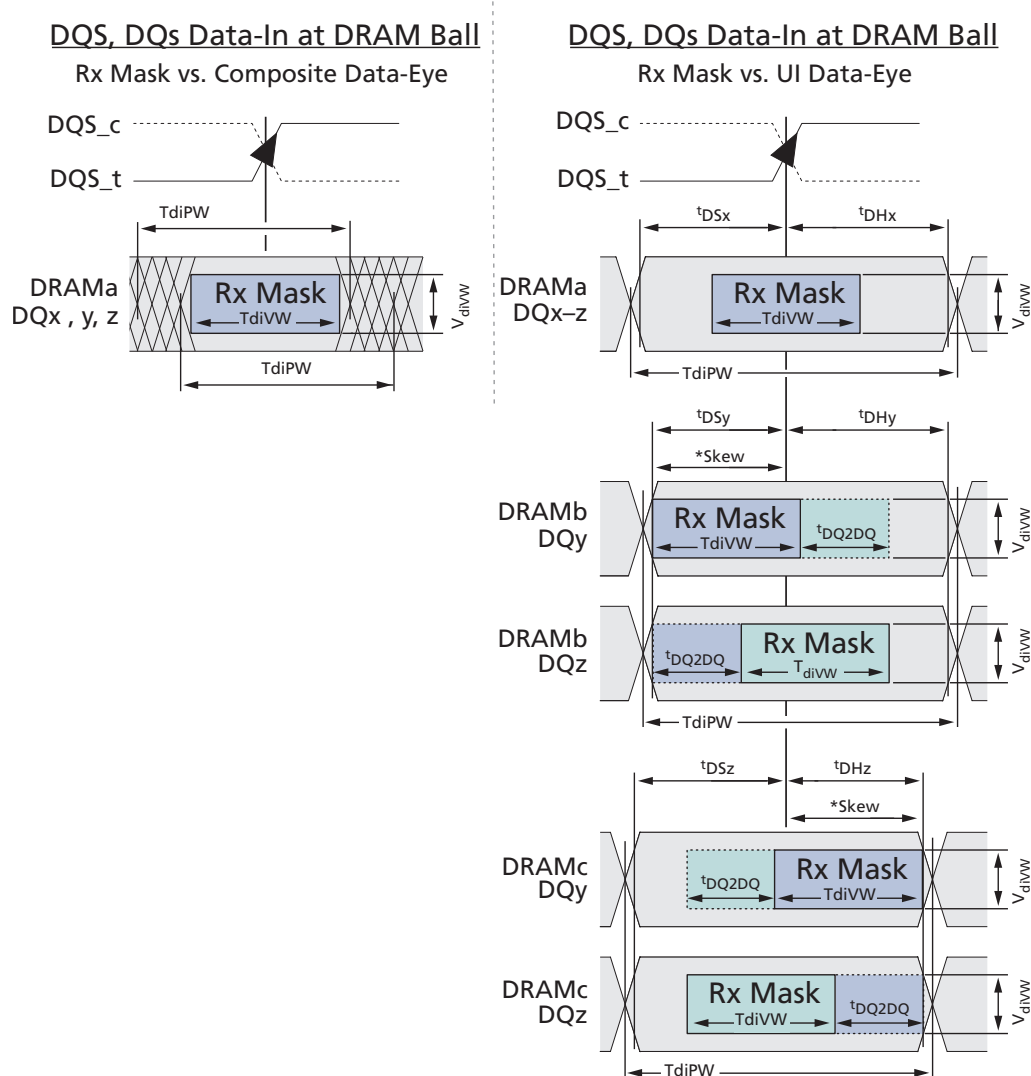 DQS, DQs Data-In at DRAM Ball
Rx Mask vs. Composite Data-Eye
DQS_c
DQS_t
TdiPW
DRAMa
DQx , y, z
Rx Mask
TdiVW
VdiVW
TdiPW
DQS, DQs Data-In at DRAM Ball
Rx Mask vs. UI Data-Eye
DQS_c
DQS_t
tDSx
tDHx
DRAMa
DQx–z
Rx Mask
TdiVW
VdiVW
TdiPW
tDSy
tDHy
*Skew
DRAMb
DQy
Rx Mask
TdiVW
tDQ2DQ
VdiVW
DRAMb
DQz
tDQ2DQ
Rx Mask
TdiVW
VdiVW
TdiPW
tDSz
tDHz
*Skew
DRAMc
DQy
tDQ2DQ
Rx Mask
TdiVW
VdiVW
DRAMc
DQz
Rx Mask
TdiVW
tDQ2DQ
VdiVW
TdiPW